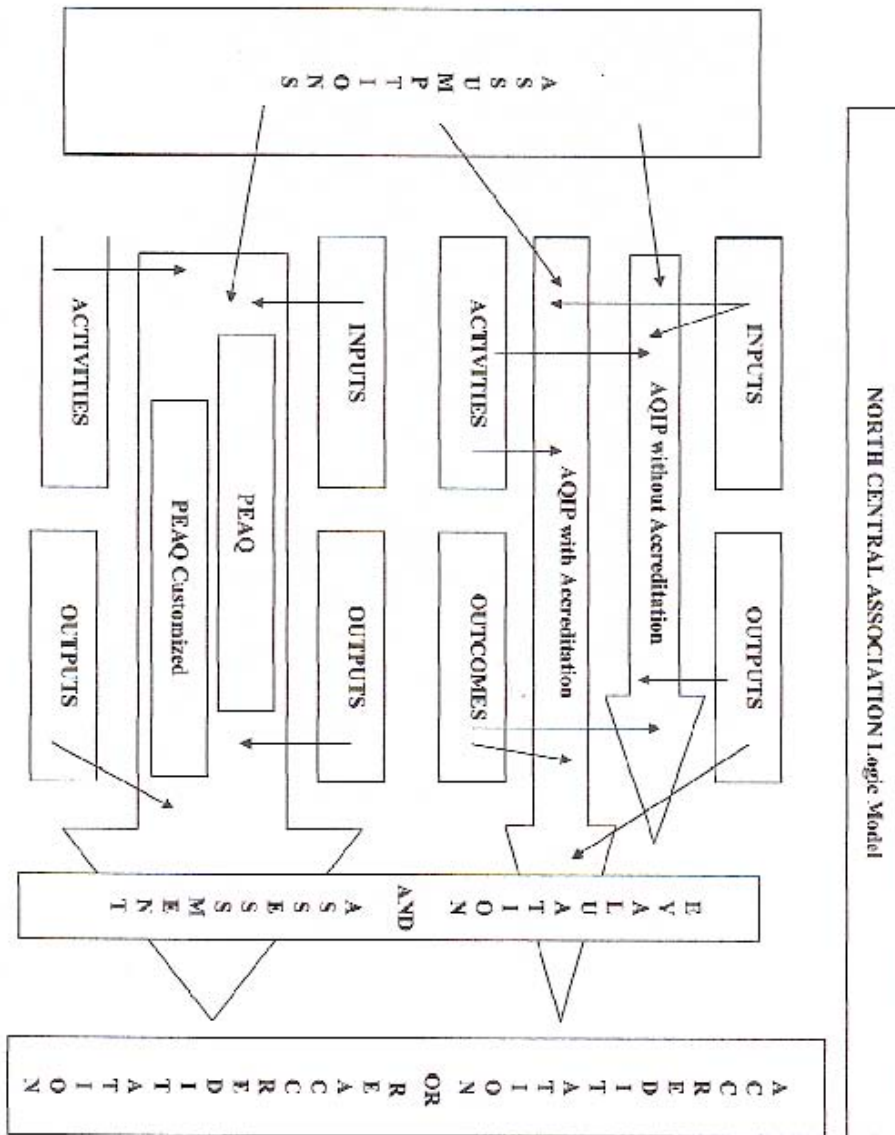 NORTH CENTRAL ASSOCIATION Logic Model
ASSUMPTIONS
INPUTS
OUTPUTS
AQIP without Accreditation
AQIP with Accreditation
ACTIVITIES
OUTCOMES
INPUTS
OUTPUTS
PEAQ
PEAQ Customized
ACTIVITIES
OUTPUTS
EVALUATION
AND
ASSESSMENT
ACCREDITATION
OR
REACCREDITATION